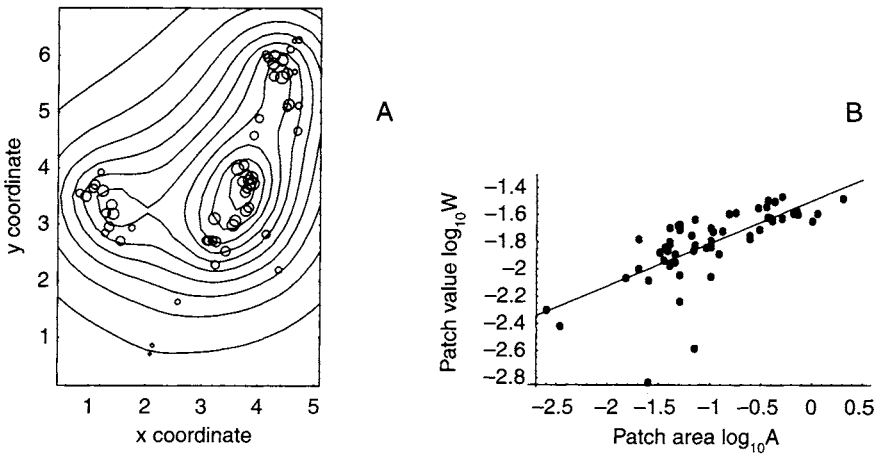 A
B
y coordinate
6
5
4
3
2
1
1 2 3 4 5
x coordinate
Patch value log10W
−1.4
−1.6
−1.8
−2
−2.2
−2.4
−2.6
−2.8
−2.5 −2 −1.5 −1 −0.5 0 0.5
Patch area log10A